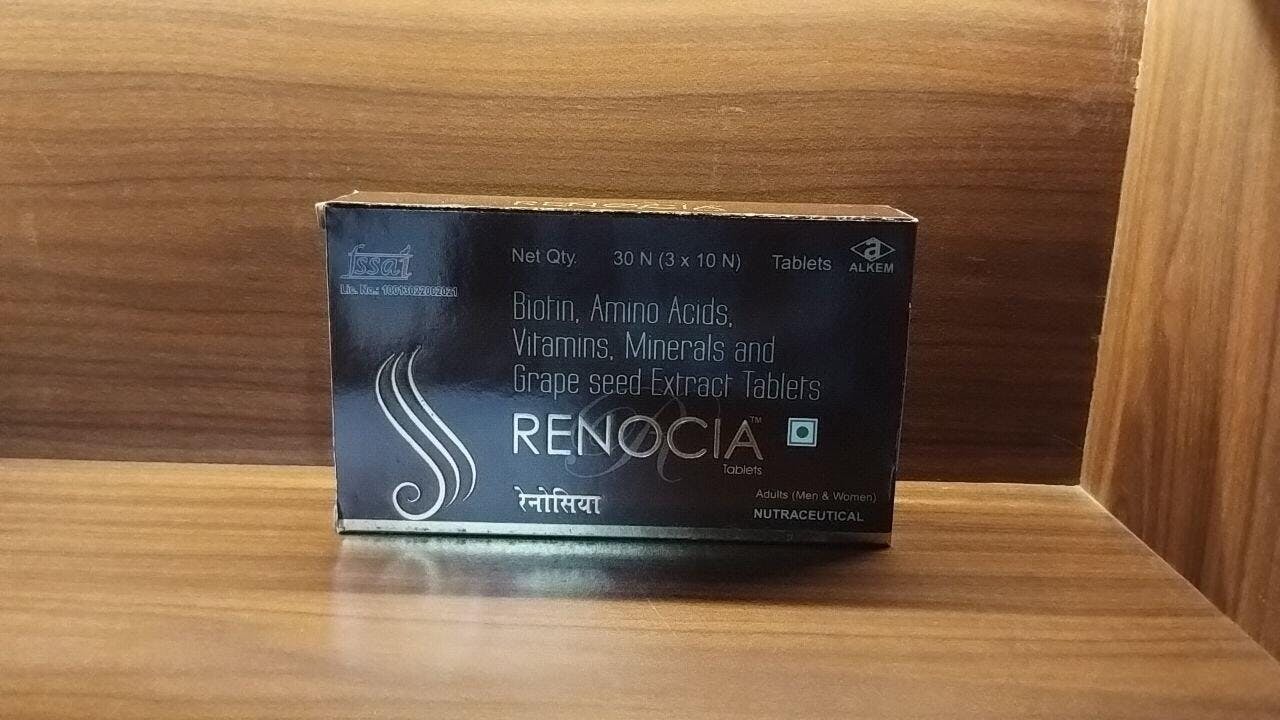 RENOCIA
fssai
Lic. No.: 10013022002021
Net Qty. 30 N (3 x 10 N) Tablets
ALKEM
Biotin, Amino Acids,
Vitamins, Minerals and
Grape seed Extract Tablets
RENOCIA™
Tablets
रेनोसिया
Adults (Men & Women)
NUTRACEUTICAL